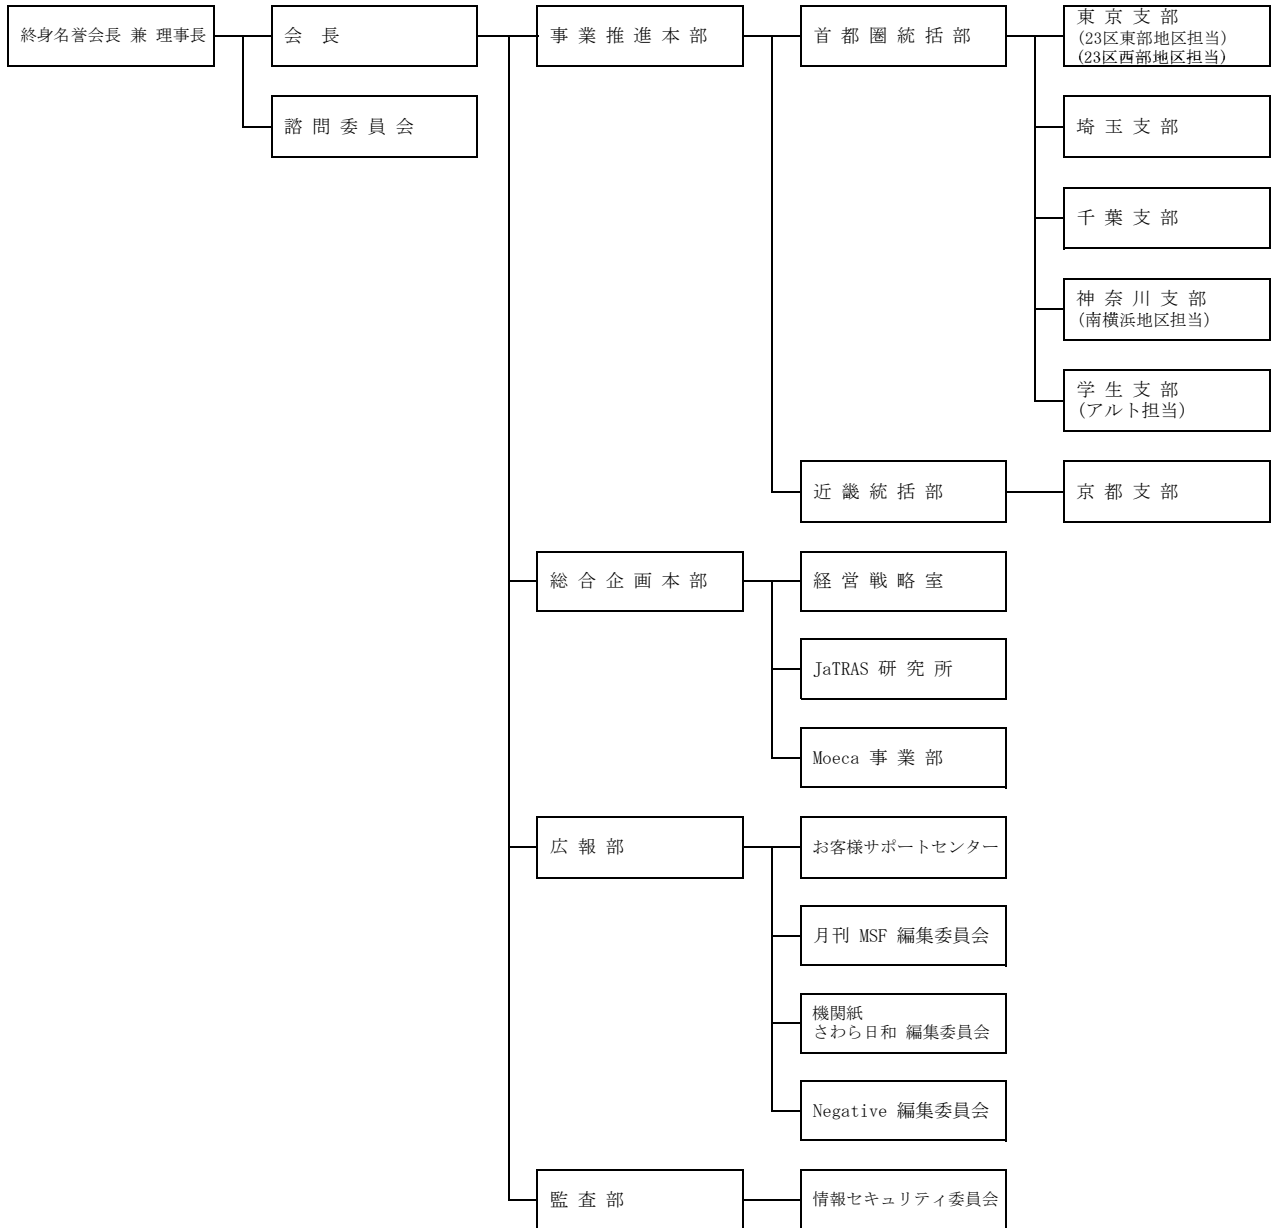 終身名誉会長 兼 理事長
会 長
事 業 推 進 本 部
首 都 圏 統 括 部
東 京 支 部
(23区東部地区担当)
(23区西部地区担当)
諮 問 委 員 会
埼 玉 支 部
千 葉 支 部
神 奈 川 支 部
(南横浜地区担当)
学 生 支 部
(アルト担当)
近 畿 統 括 部
京 都 支 部
総 合 企 画 本 部
経 営 戦 略 室
JaTRAS 研 究 所
Moeca 事 業 部
広 報 部
お客様サポートセンター
月刊 MSF 編集委員会
機関紙
さわら日和 編集委員会
Negative 編集委員会
監 査 部
情報セキュリティ委員会